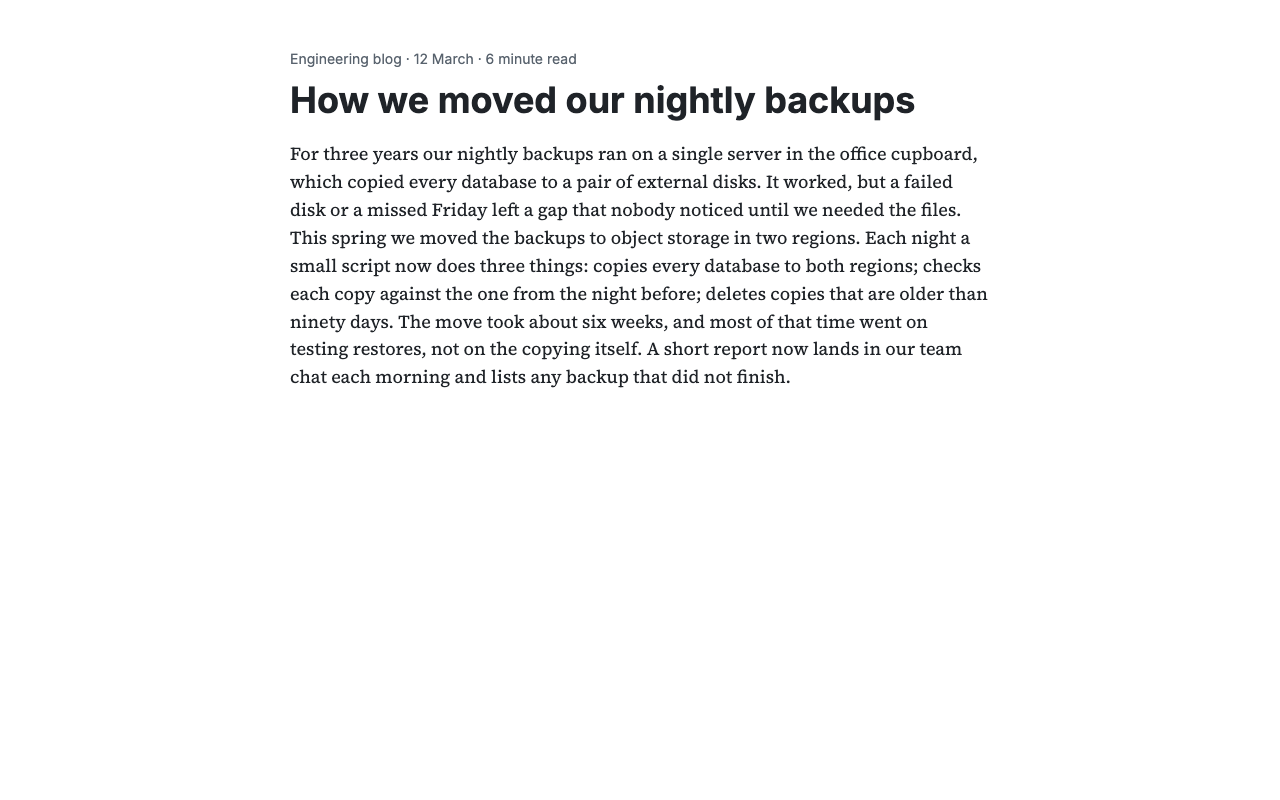 Engineering blog · 12 March · 6 minute read
How we moved our nightly backups
For three years our nightly backups ran on a single server in the office cupboard,
which copied every database to a pair of external disks. It worked, but a failed
disk or a missed Friday left a gap that nobody noticed until we needed the files.
This spring we moved the backups to object storage in two regions. Each night a
small script now does three things: copies every database to both regions; checks
each copy against the one from the night before; deletes copies that are older than
ninety days. The move took about six weeks, and most of that time went on
testing restores, not on the copying itself. A short report now lands in our team
chat each morning and lists any backup that did not finish.